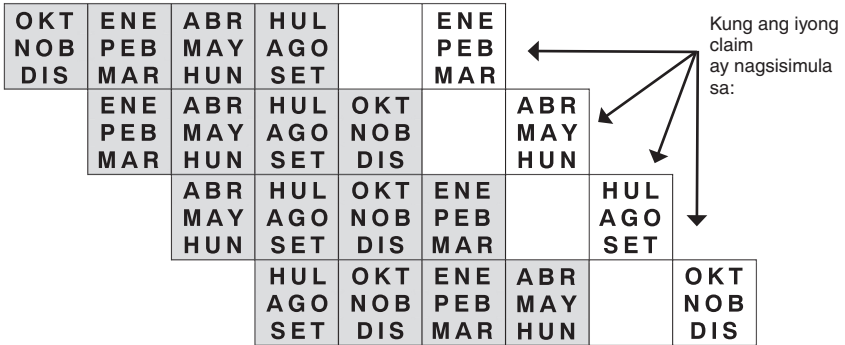 OKT ENE ABR HUL ENE
NOB PEB MAY AGO PEB
DIS MAR HUN SET MAR
ENE ABR HUL OKT ABR
PEB MAY AGO NOB MAY
MAR HUN SET DIS HUN
ABR HUL OKT ENE HUL
MAY AGO NOB PEB AGO
HUN SET DIS MAR SET
HUL OKT ENE ABR OKT
AGO NOB PEB MAY NOB
SET DIS MAR HUN DIS
Kung ang iyong
claim
ay nagsisimula
sa: